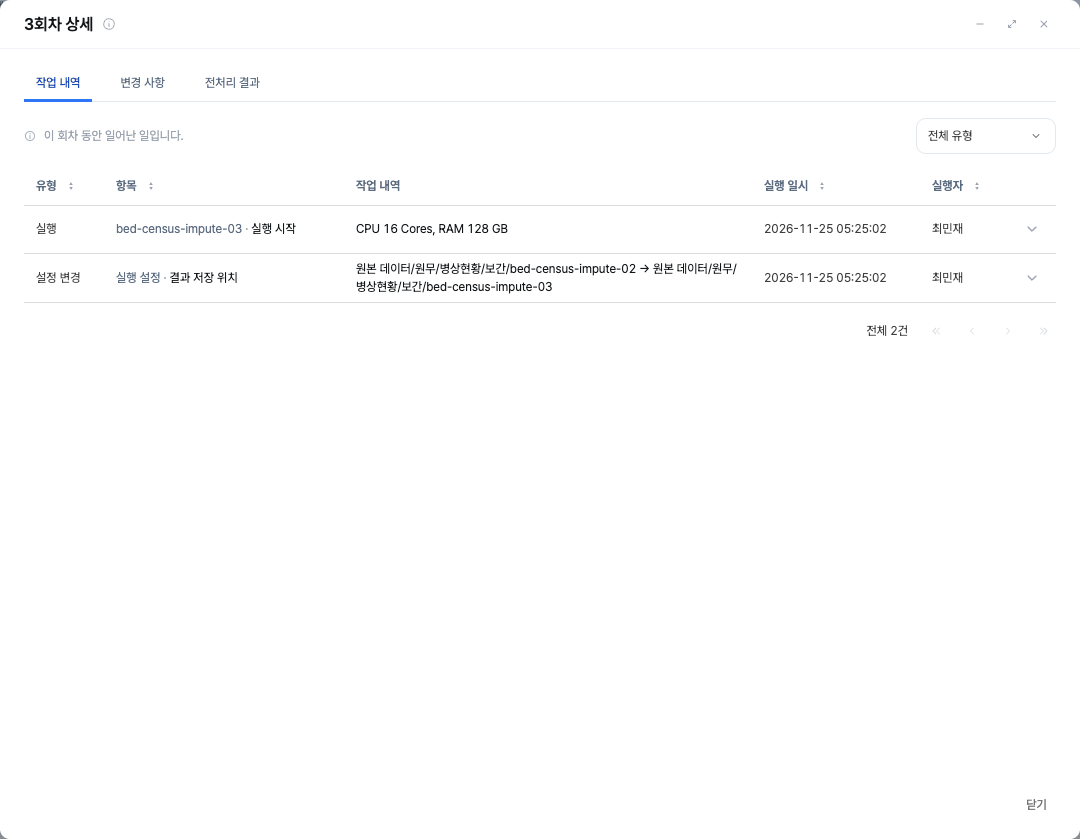 3회차 상세
작업 내역 변경 사항 전처리 결과
이 회차 동안 일어난 일입니다.
전체 유형
유형 항목 작업 내역 실행 일시 실행자
실행 bed-census-impute-03 · 실행 시작 CPU 16 Cores, RAM 128 GB 2026-11-25 05:25:02 최민재
설정 변경 실행 설정 · 결과 저장 위치 원본 데이터/원무/병상현황/보간/bed-census-impute-02 → 원본 데이터/원무/
병상현황/보간/bed-census-impute-03 2026-11-25 05:25:02 최민재
전체 2건
닫기